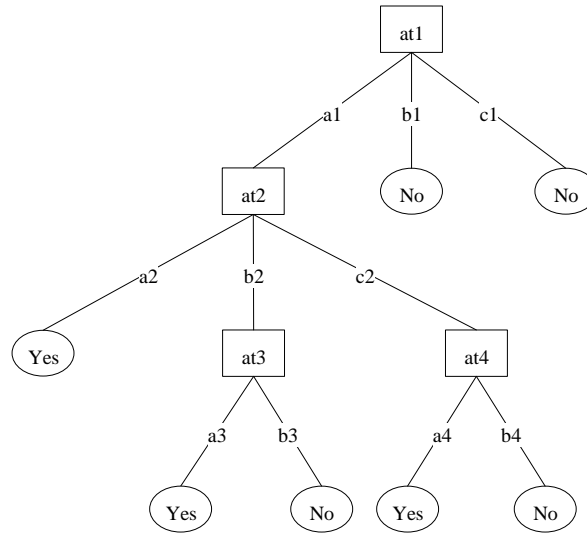 at1
a1
b1
c1
at2
No
No
a2
b2
c2
Yes
at3
at4
a3
b3
a4
b4
Yes
No
Yes
No